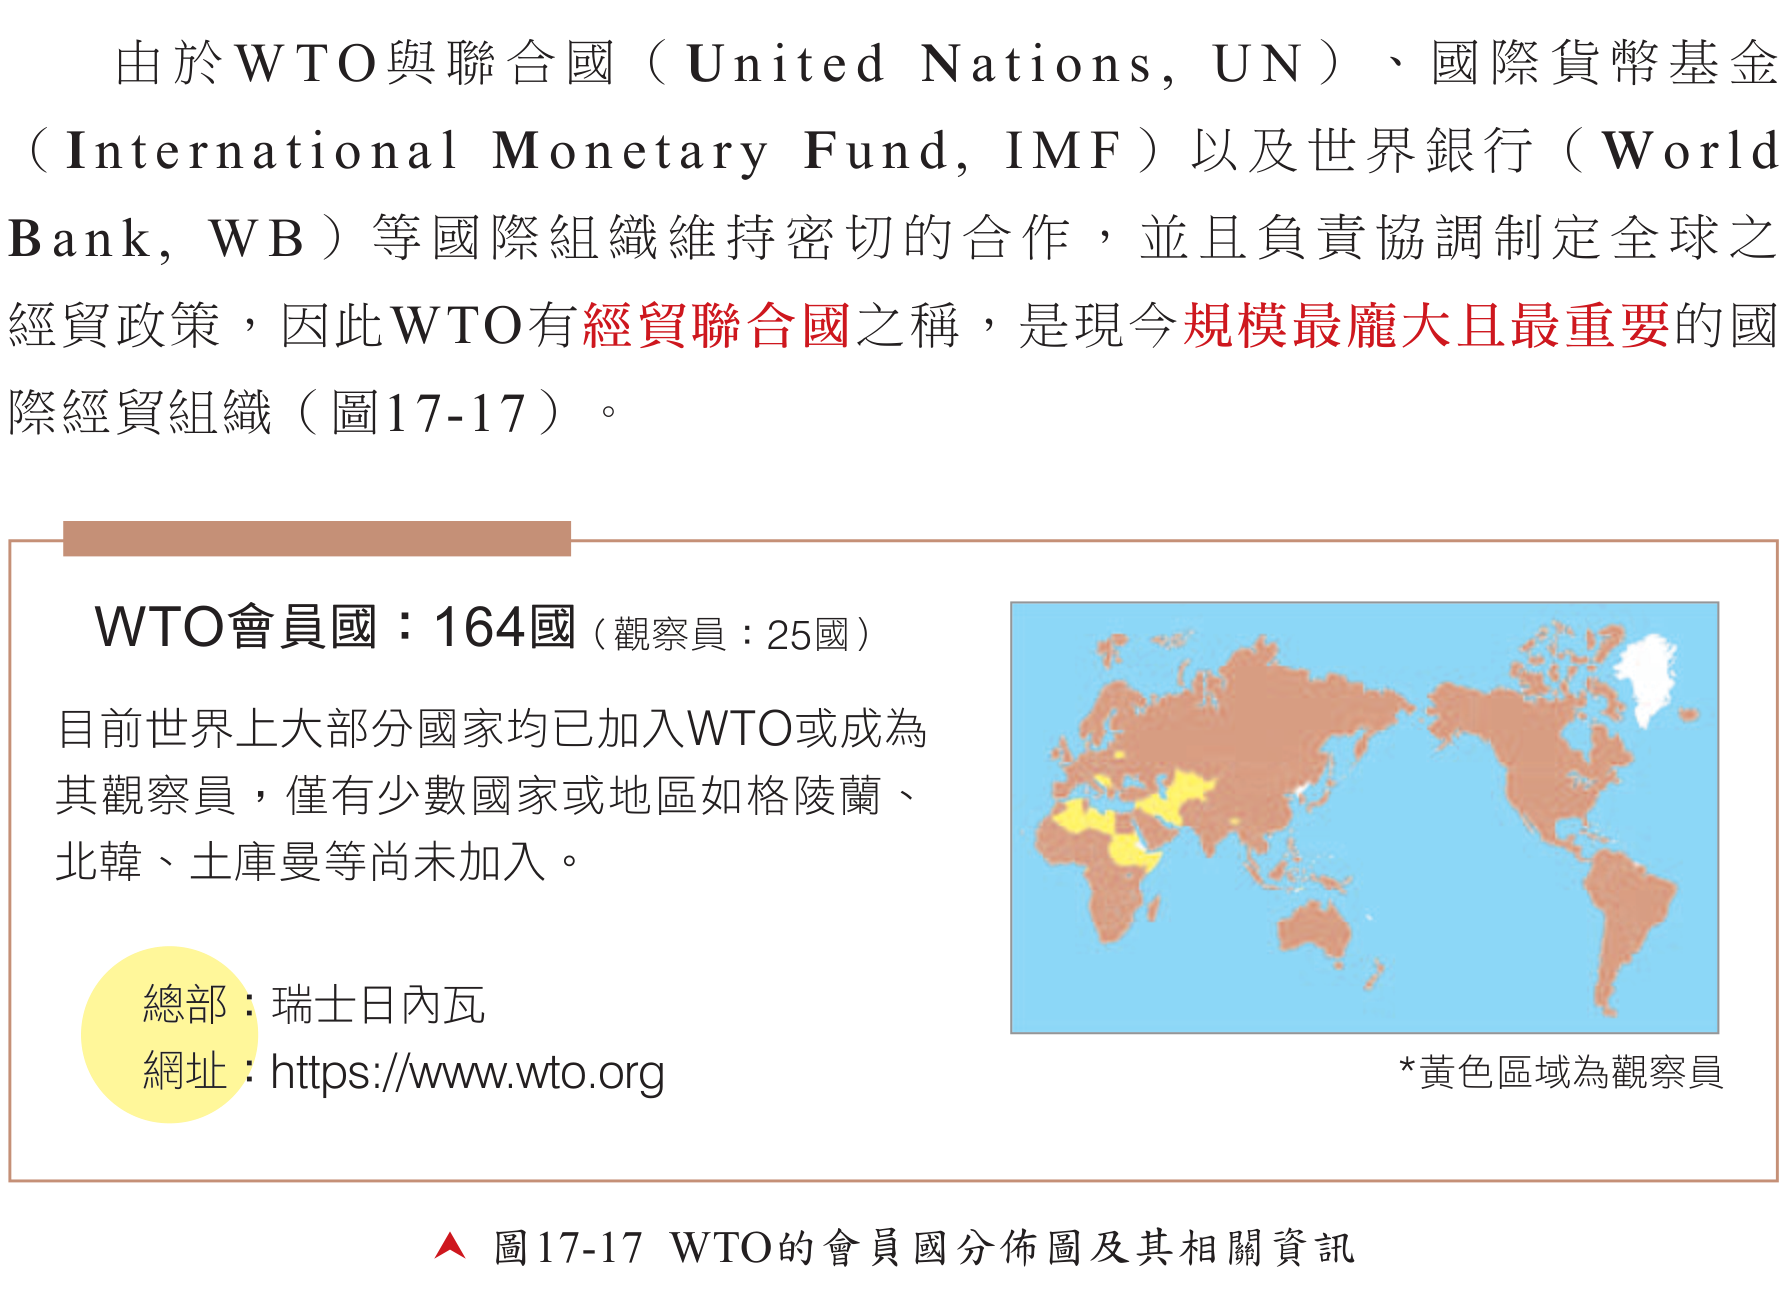 由於WTO與聯合國（United Nations, UN）、國際貨幣基金
（International Monetary Fund, IMF）以及世界銀行（World
Bank, WB）等國際組織維持密切的合作，並且負責協調制定全球之
經貿政策，因此WTO有經貿聯合國之稱，是現今規模最龐大且最重要的國
際經貿組織（圖17-17）。
WTO會員國：164國（觀察員：25國）
目前世界上大部分國家均已加入WTO或成為
其觀察員，僅有少數國家或地區如格陵蘭、
北韓、土庫曼等尚未加入。
總部：瑞士日內瓦
網址：https://www.wto.org
*黃色區域為觀察員
圖17-17 WTO的會員國分佈圖及其相關資訊